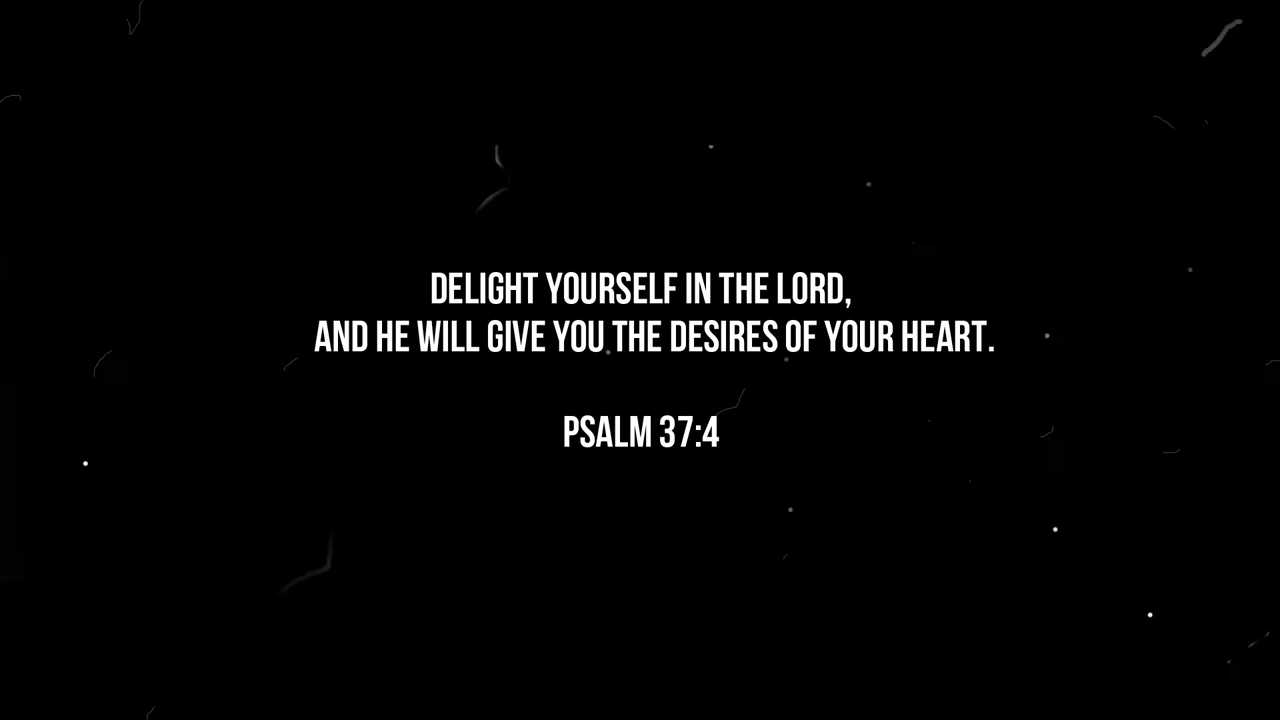 DELIGHT YOURSELF IN THE LORD,
AND HE WILL GIVE YOU THE DESIRES OF YOUR HEART.
PSALM 37:4